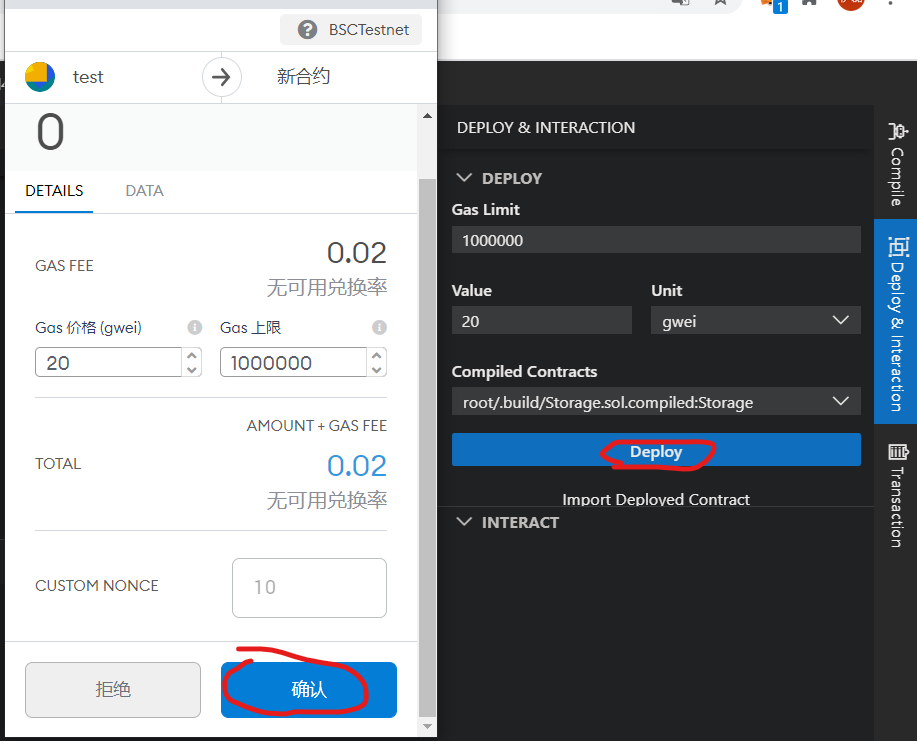 BSCTestnet
test
新合约
0
DETAILS
DATA
GAS FEE
0.02
无可用兑换率
Gas 价格 (gwei)
Gas 上限
20
1000000
AMOUNT + GAS FEE
TOTAL
0.02
无可用兑换率
CUSTOM NONCE
10
拒绝
确认
1
DEPLOY & INTERACTION
DEPLOY
Gas Limit
1000000
Value
Unit
20
gwei
Compiled Contracts
root/.build/Storage.sol.compiled:Storage
Deploy
Import Deployed Contract
INTERACT
Compile
Deploy & Interaction
Transaction